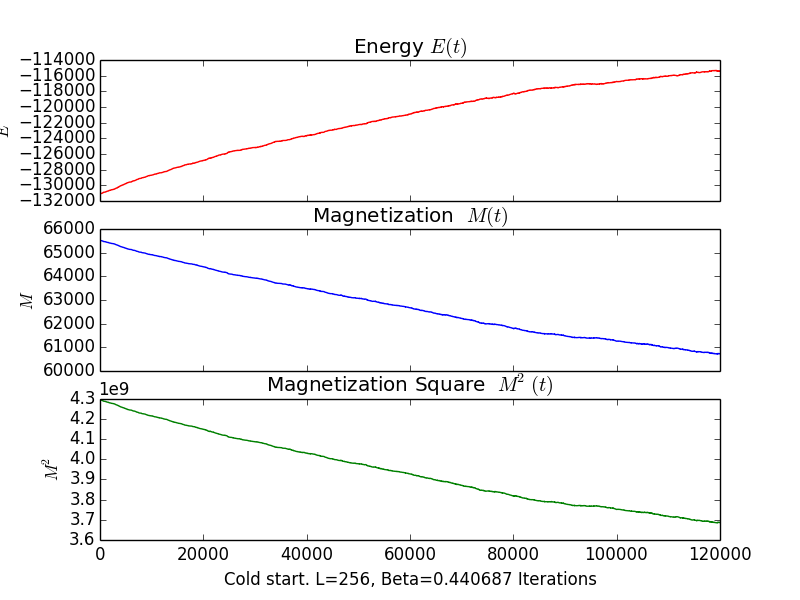 Energy E(t)
−114000
−116000
−118000
−120000
−122000
−124000
−126000
−128000
−130000
−132000
E
Magnetization M(t)
66000
65000
64000
63000
62000
61000
60000
M
Magnetization Square M² (t)
1e9
4.3
4.2
4.1
4.0
3.9
3.8
3.7
3.6
M²
0 20000 40000 60000 80000 100000 120000
Cold start. L=256, Beta=0.440687 Iterations